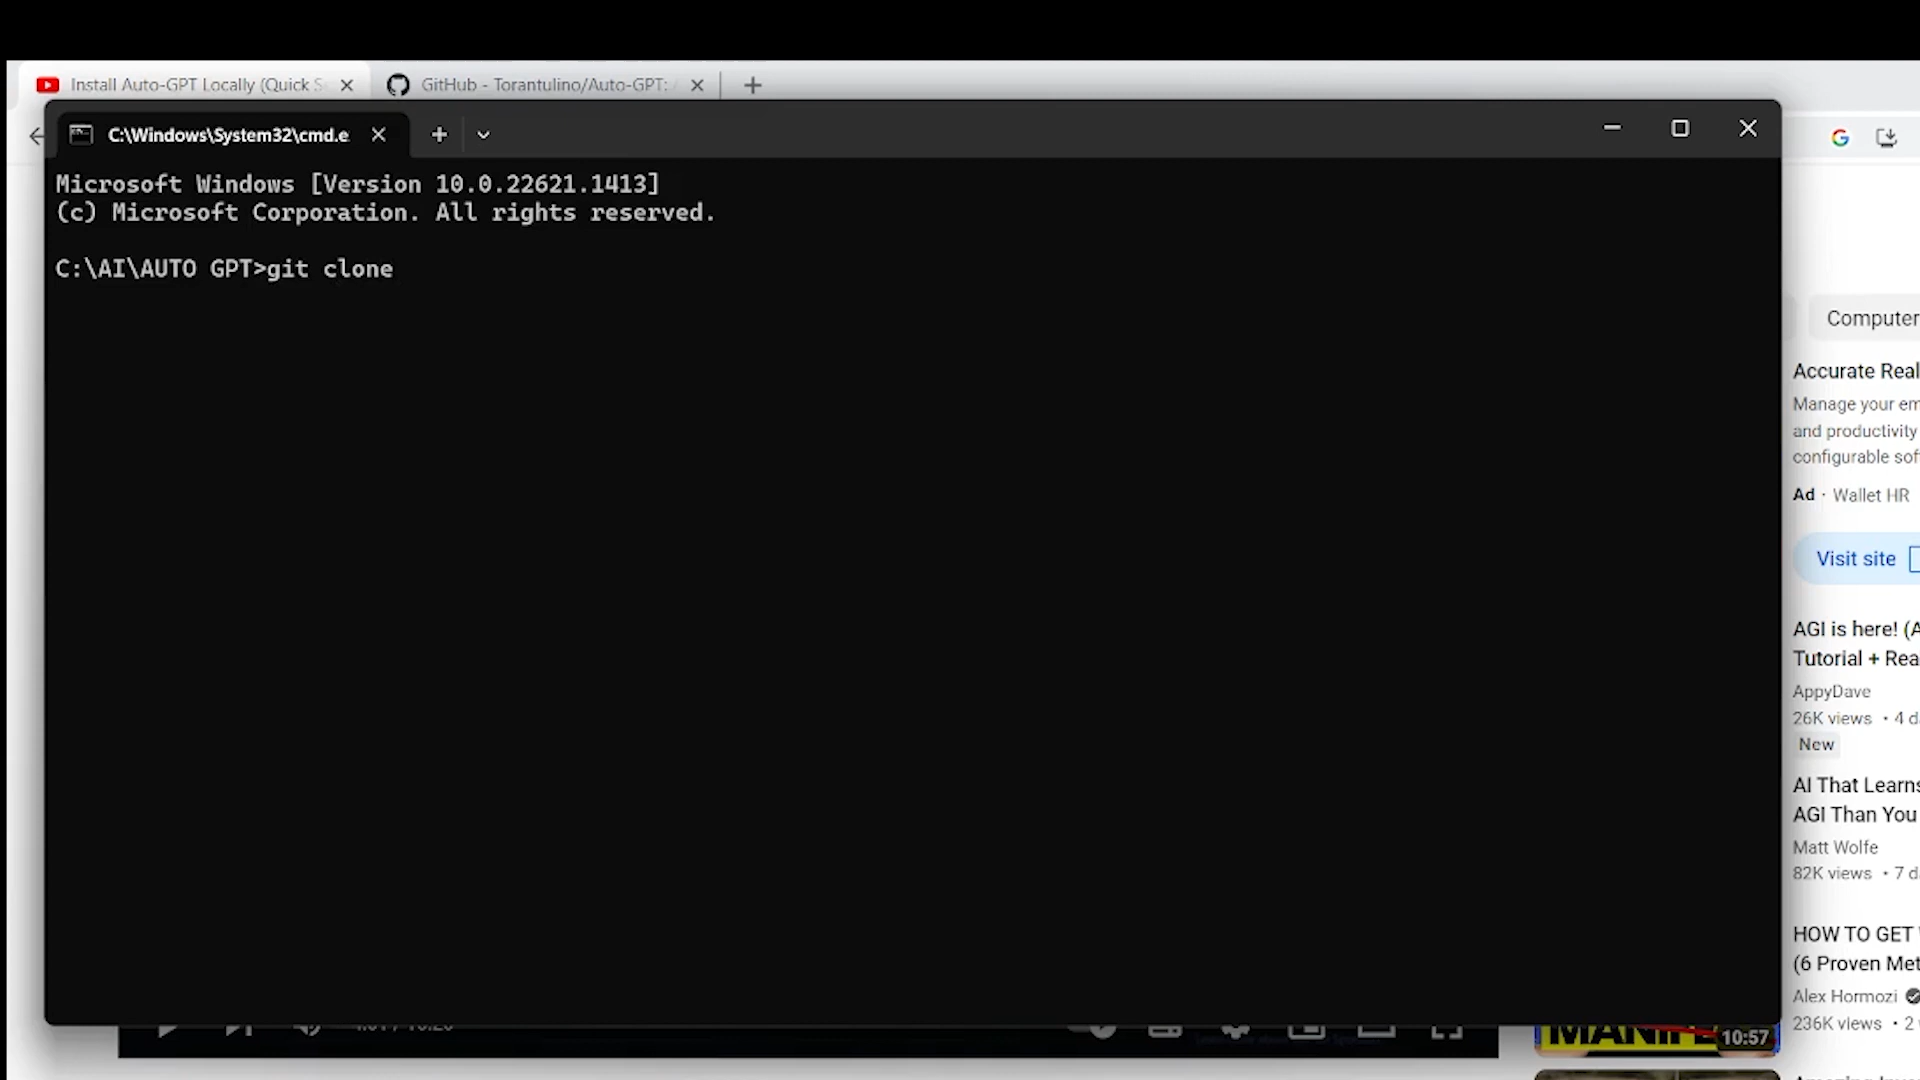 Install Auto-GPT Locally (Quick S
GitHub - Torantulino/Auto-GPT:
C:\Windows\System32\cmd.e
Microsoft Windows [Version 10.0.22621.1413]
(c) Microsoft Corporation. All rights reserved.
C:\AI\AUTO GPT>git clone
Computer
Accurate Real
Manage your em
and productivity
configurable sof
Ad · Wallet HR
Visit site
AGI is here! (A
Tutorial + Rea
AppyDave
26K views • 4 d
New
AI That Learns
AGI Than You
Matt Wolfe
82K views • 7 d
HOW TO GET
(6 Proven Met
Alex Hormozi
236K views • 2
10:57